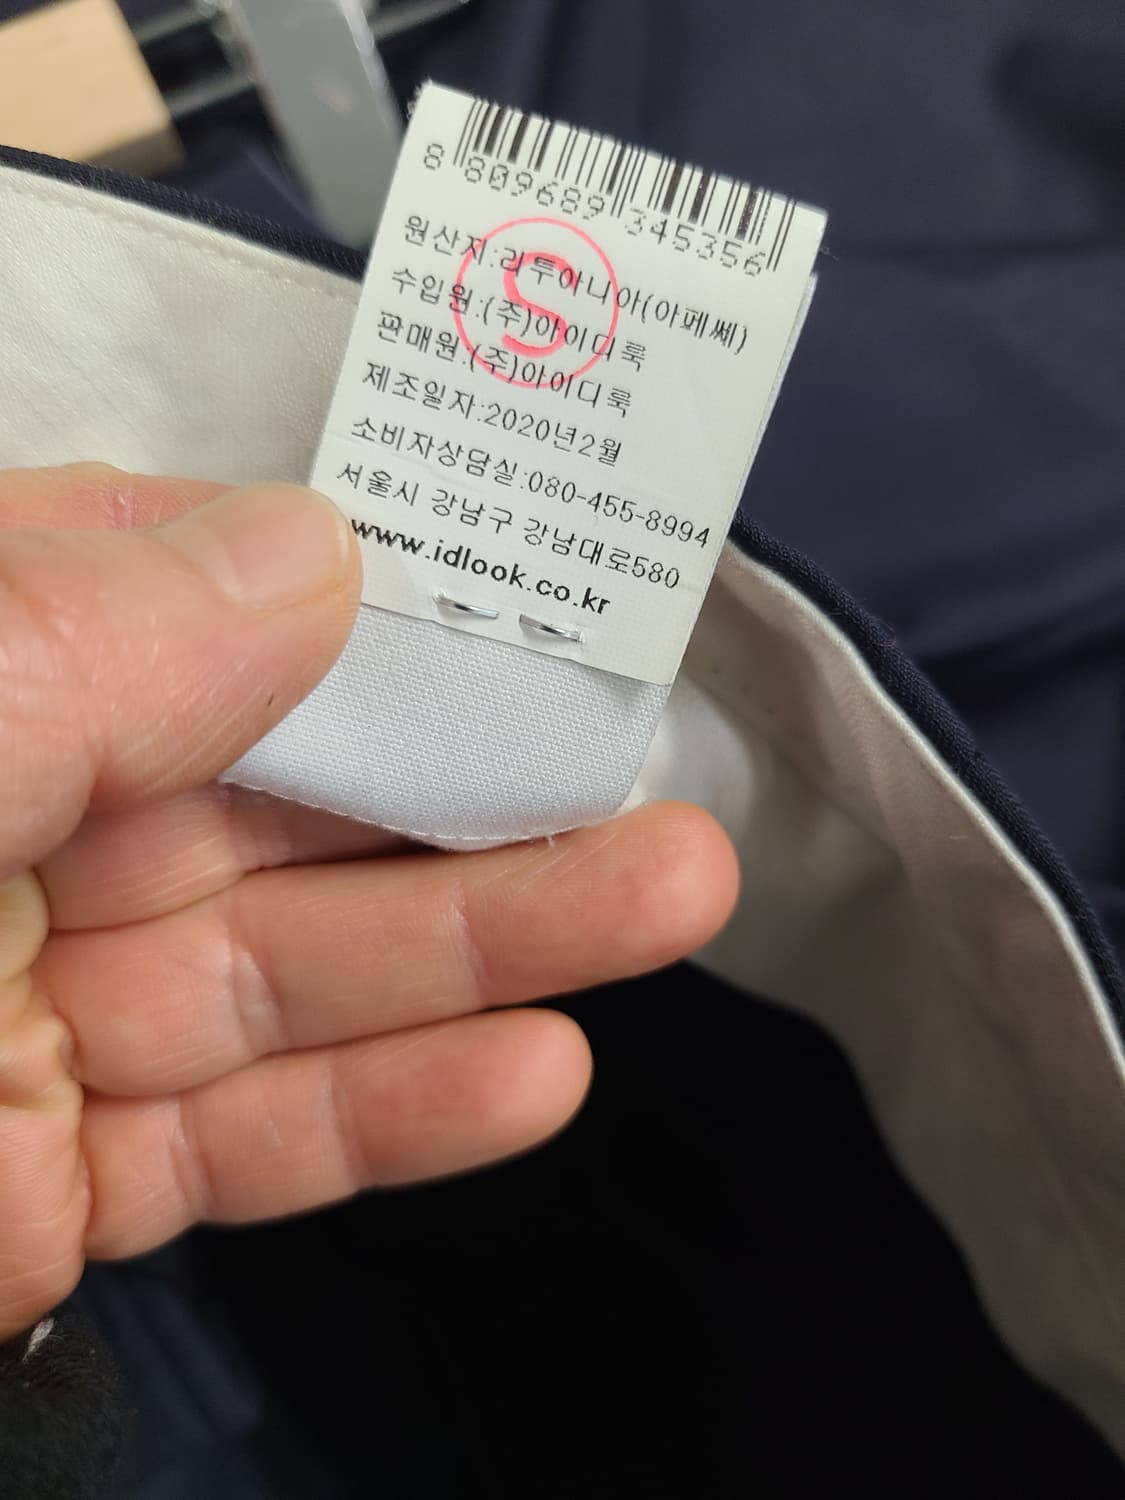 8 809689 345356
원산지:리투아니아(아페쎄)
수입원:(주)아이디룩
판매원:(주)아이디룩
제조일자:2020년2월
소비자상담실:080-455-8994
서울시 강남구 강남대로580
www.idlook.co.kr
S